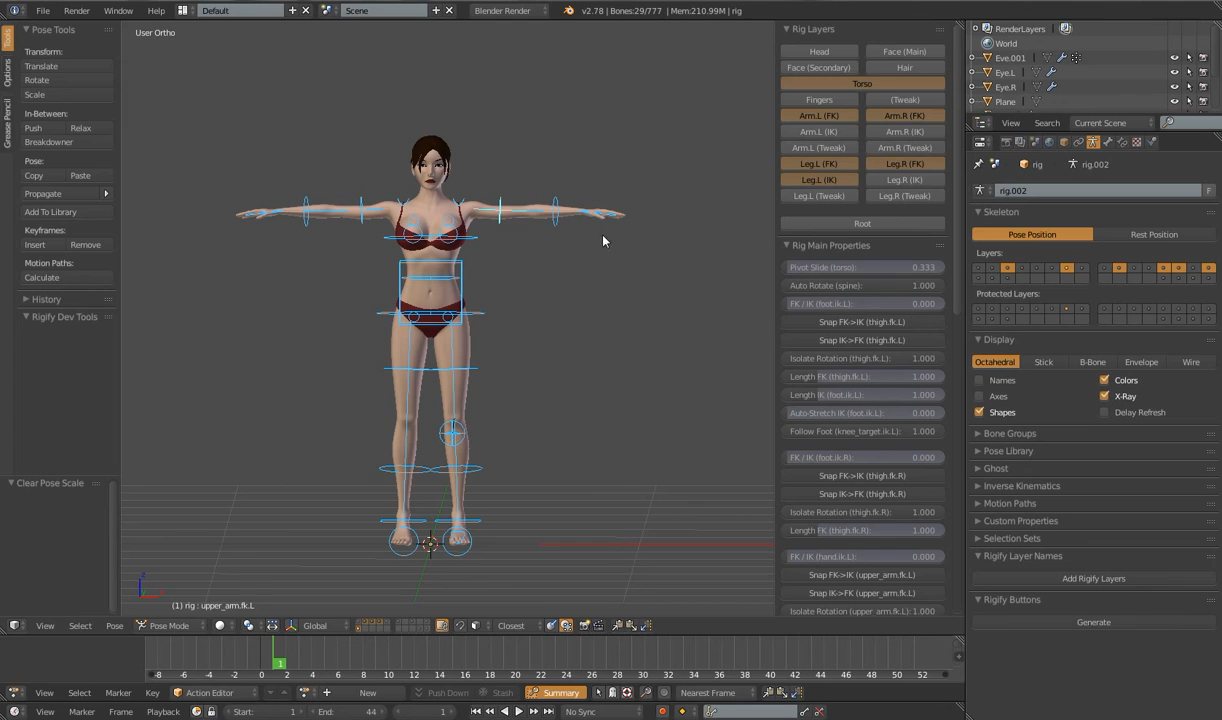 File Render Window Help Default Scene Blender Render v2.78 | Bones:29/777 | Mem:210.99M | rig
Tools
Options
Grease Pencil
Pose Tools
Transform:
Translate
Rotate
Scale
In-Between:
Push Relax
Breakdowner
Pose:
Copy Paste
Propagate
Add To Library
Keyframes:
Insert Remove
Motion Paths:
Calculate
History
Rigify Dev Tools
Clear Pose Scale
User Ortho
(1) rig : upper_arm.fk.L
Rig Layers
Head Face (Main)
Face (Secondary) Hair
Torso
Fingers (Tweak)
Arm.L (FK) Arm.R (FK)
Arm.L (IK) Arm.R (IK)
Arm.L (Tweak) Arm.R (Tweak)
Leg.L (FK) Leg.R (FK)
Leg.L (IK) Leg.R (IK)
Leg.L (Tweak) Leg.R (Tweak)
Root
Rig Main Properties
Pivot Slide (torso): 0.333
Auto Rotate (spine): 1.000
FK / IK (foot.ik.L): 0.000
Snap FK->IK (thigh.fk.L)
Snap IK->FK (thigh.fk.L)
Isolate Rotation (thigh.fk.L): 1.000
Length FK (thigh.fk.L): 1.000
Length IK (foot.ik.L): 1.000
Auto-Stretch IK (foot.ik.L): 0.000
Follow Foot (knee_target.ik.L): 1.000
FK / IK (foot.ik.R): 0.000
Snap FK->IK (thigh.fk.R)
Snap IK->FK (thigh.fk.R)
Isolate Rotation (thigh.fk.R): 1.000
Length FK (thigh.fk.R): 1.000
FK / IK (hand.ik.L): 0.000
Snap FK->IK (upper_arm.fk.L)
Snap IK->FK (upper_arm.fk.L)
Isolate Rotation (upper_arm.fk.L): 1.000
RenderLayers
World
Eve.001
Eye.L
Eye.R
Plane
View Search Current Scene
rig rig.002
rig.002 F
Skeleton
Pose Position Rest Position
Layers:
Protected Layers:
Display
Octahedral Stick B-Bone Envelope Wire
Names Colors
Axes X-Ray
Shapes Delay Refresh
Bone Groups
Pose Library
Ghost
Inverse Kinematics
Motion Paths
Custom Properties
Selection Sets
Rigify Layer Names
Add Rigify Layers
Rigify Buttons
Generate
z
View Select Pose Pose Mode Global Closest
1
-8 -6 -4 -2 0 2 4 6 8 10 12 14 16 18 20 22 24 26 28 30 32 34 36 38 40 42 44 46 48 50 52
View Select Marker Key Action Editor New Push Down Stash Summary Nearest Frame
View Marker Frame Playback Start: 1 End: 44 1 No Sync